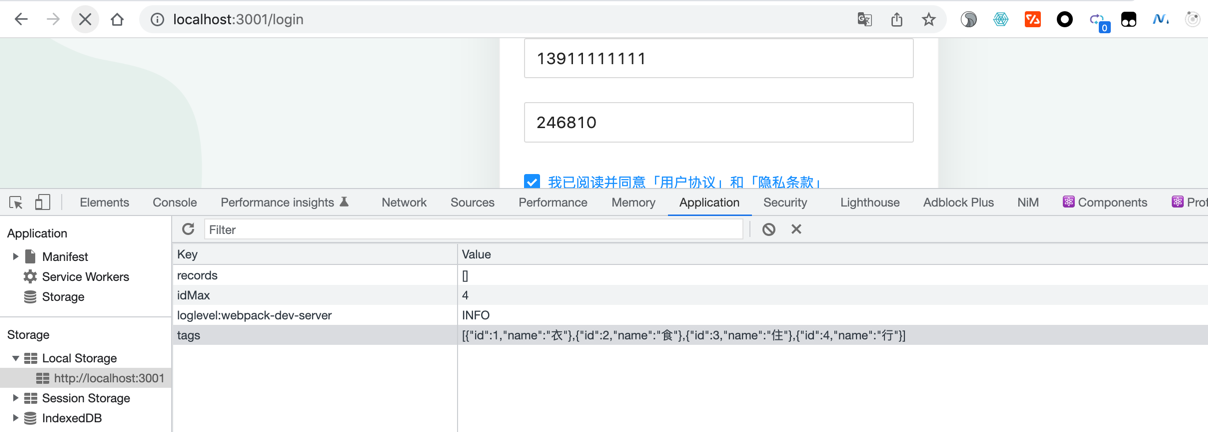 localhost:3001/login
0
13911111111
246810
我已阅读并同意「用户协议」和「隐私条款」
Elements Console Performance insights Network Sources Performance Memory Application Security Lighthouse Adblock Plus NiM Components Prof
Application
Manifest
Service Workers
Storage
Storage
Local Storage
http://localhost:3001
Session Storage
IndexedDB
Filter
Key Value
records []
idMax 4
loglevel:webpack-dev-server INFO
tags [{"id":1,"name":"衣"},{"id":2,"name":"食"},{"id":3,"name":"住"},{"id":4,"name":"行"}]